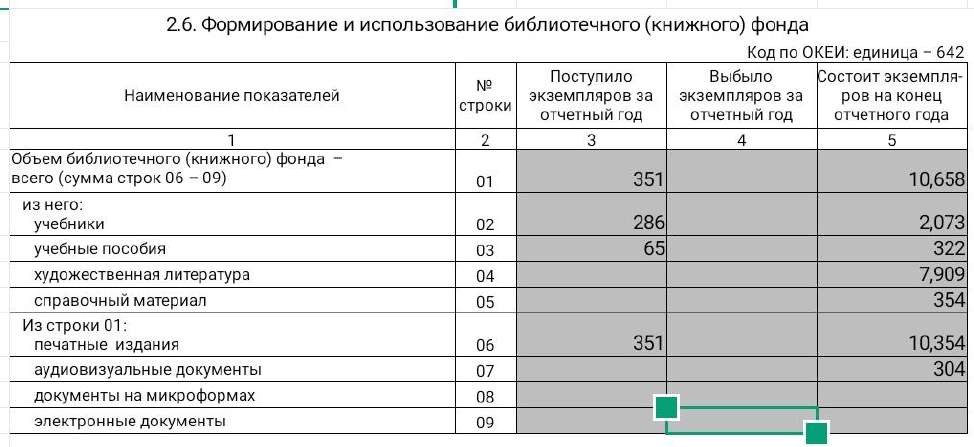 2.6. Формирование и использование библиотечного (книжного) фонда
Код по ОКЕИ: единица – 642
Наименование показателей № строки Поступило экземпляров за отчетный год Выбыло экземпляров за отчетный год Состоит экземпля-ров на конец отчетного года
1 2 3 4 5
Объем библиотечного (книжного) фонда –
всего (сумма строк 06 – 09) 01 351 10,658
из него:
учебники 02 286 2,073
учебные пособия 03 65 322
художественная литература 04 7,909
справочный материал 05 354
Из строки 01:
печатные издания 06 351 10,354
аудиовизуальные документы 07 304
документы на микроформах 08
электронные документы 09